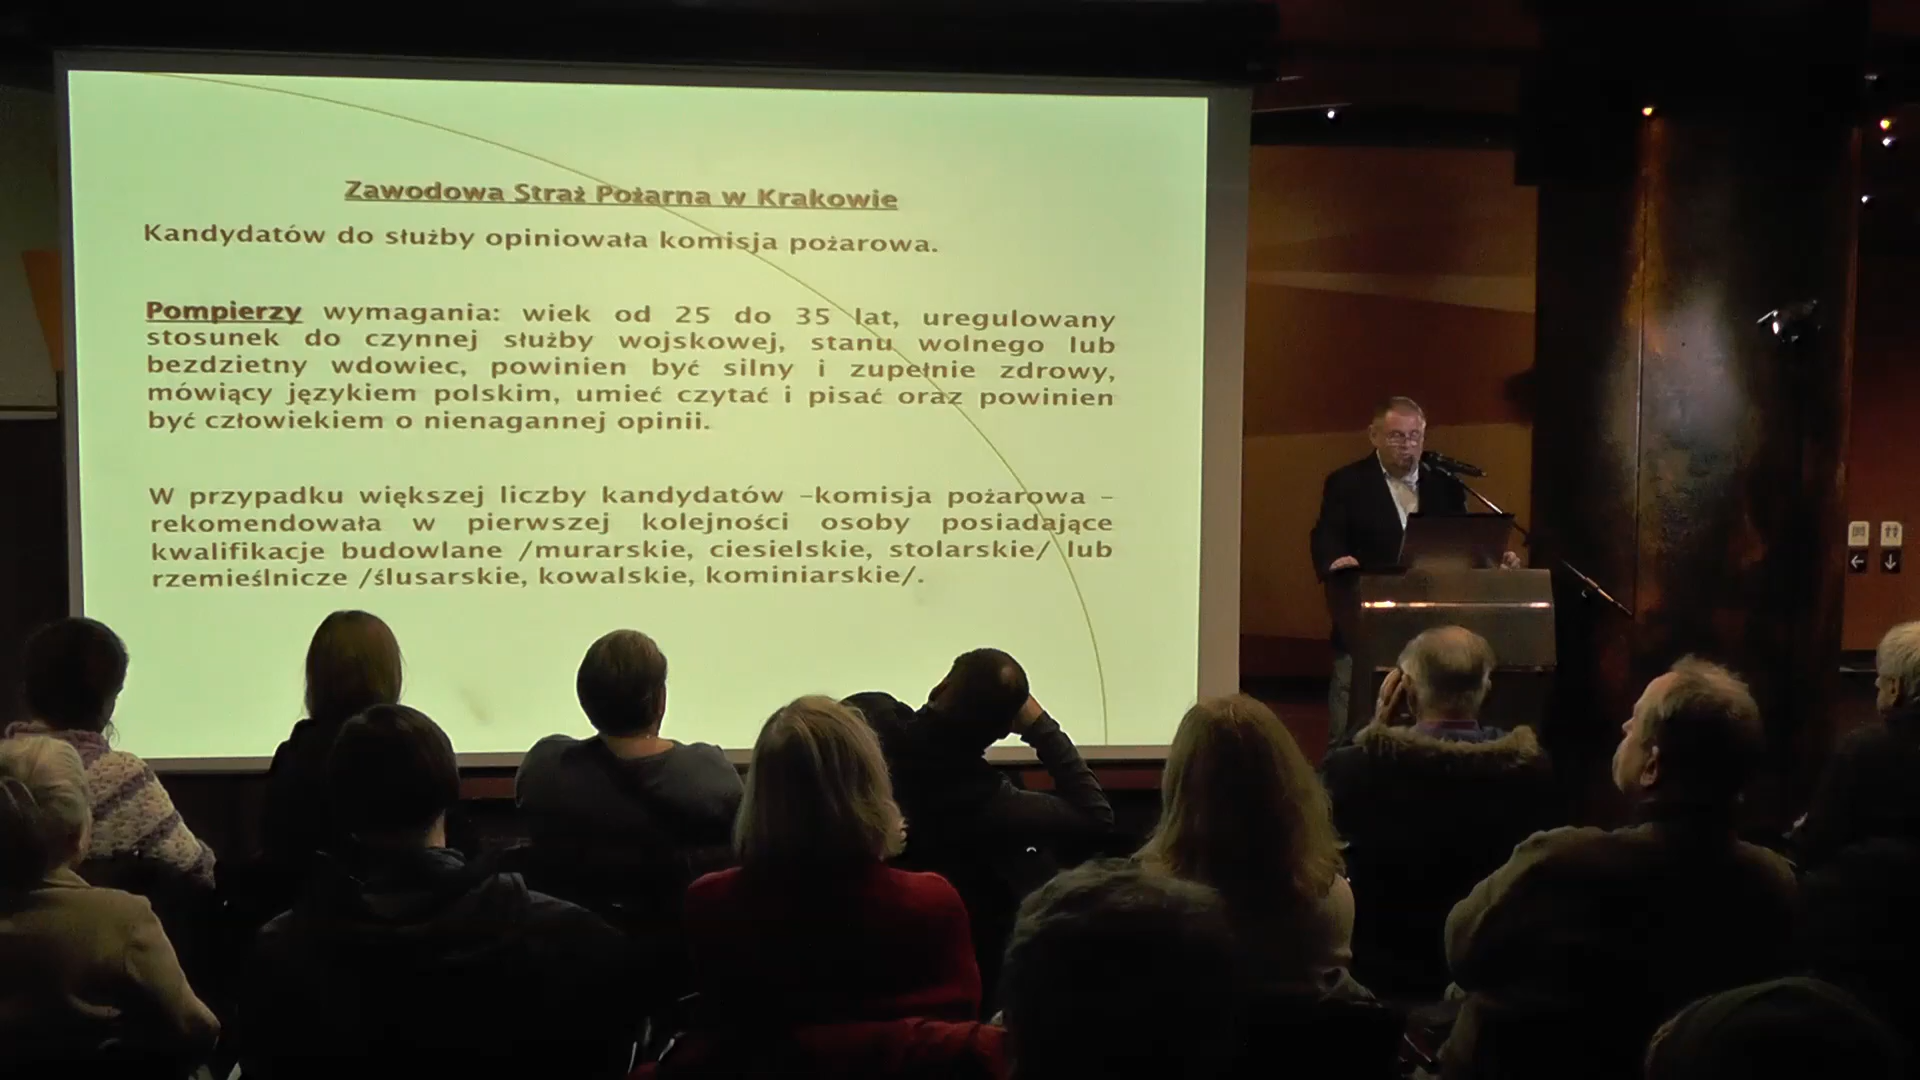 Zawodowa Straż Pożarna w Krakowie
Kandydatów do służby opiniowała komisja pożarowa.
Pompierzy wymagania: wiek od 25 do 35 lat, uregulowany
stosunek do czynnej służby wojskowej, stanu wolnego lub
bezdzietny wdowiec, powinien być silny i zupełnie zdrowy,
mówiący językiem polskim, umieć czytać i pisać oraz powinien
być człowiekiem o nienagannej opinii.
W przypadku większej liczby kandydatów –komisja pożarowa –
rekomendowała w pierwszej kolejności osoby posiadające
kwalifikacje budowlane /murarskie, ciesielskie, stolarskie/ lub
rzemieślnicze /ślusarskie, kowalskie, kominiarskie/.